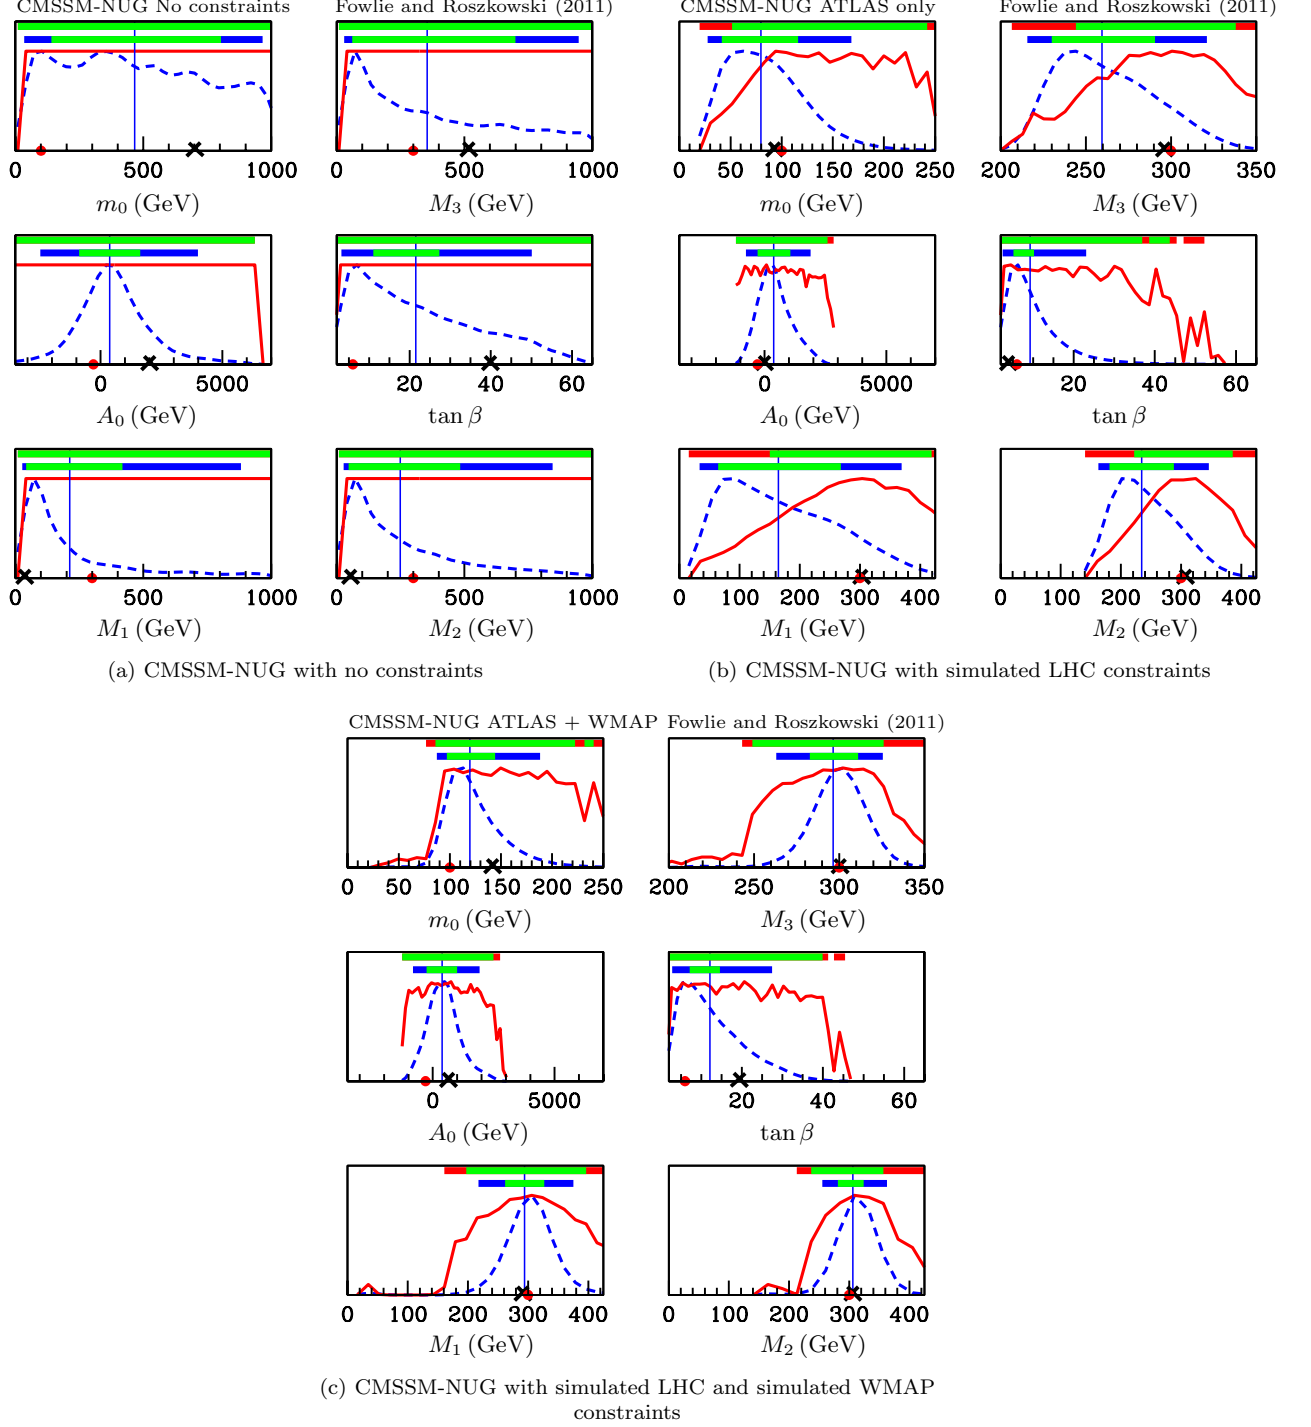 CMSSM-NUG No constraints Fowlie and Roszkowski (2011)
0 500 1000
m₀ (GeV)
0 500 1000
M₃ (GeV)
0 5000
A₀ (GeV)
20 40 60
tan β
0 500 1000
M₁ (GeV)
0 500 1000
M₂ (GeV)
(a) CMSSM-NUG with no constraints
CMSSM-NUG ATLAS only Fowlie and Roszkowski (2011)
0 50 100 150 200 250
m₀ (GeV)
200 250 300 350
M₃ (GeV)
0 5000
A₀ (GeV)
20 40 60
tan β
0 100 200 300 400
M₁ (GeV)
0 100 200 300 400
M₂ (GeV)
(b) CMSSM-NUG with simulated LHC constraints
CMSSM-NUG ATLAS + WMAP Fowlie and Roszkowski (2011)
0 50 100 150 200 250
m₀ (GeV)
200 250 300 350
M₃ (GeV)
0 5000
A₀ (GeV)
20 40 60
tan β
0 100 200 300 400
M₁ (GeV)
0 100 200 300 400
M₂ (GeV)
(c) CMSSM-NUG with simulated LHC and simulated WMAP
constraints